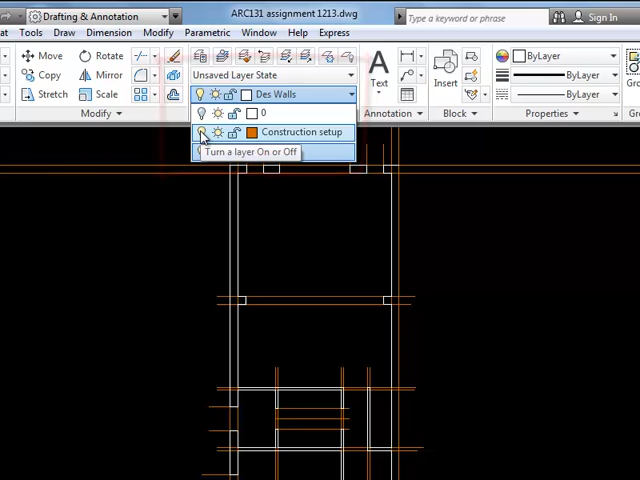 Drafting & Annotation
ARC131 assignment 1213.dwg
Type a keyword or phrase
Sign In
at Tools Draw Dimension Modify Parametric Window Help Express
Move Rotate
Copy Mirror
Stretch Scale
Modify
Unsaved Layer State
Des Walls
0
Construction setup
Turn a layer On or Off
Text
Annotation
Insert
Block
ByLayer
ByLayer
ByLayer
Properties
Gro
G